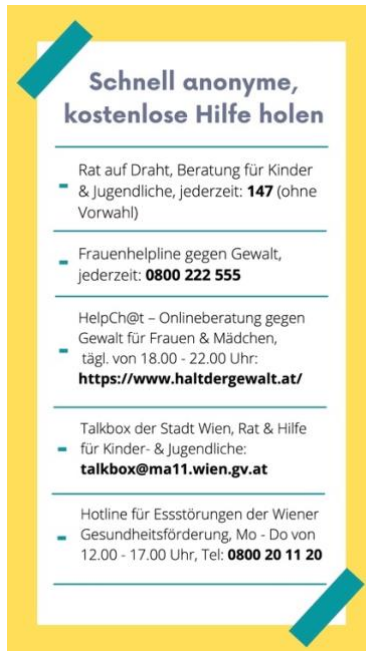 Schnell anonyme,
kostenlose Hilfe holen
- Rat auf Draht, Beratung für Kinder
& Jugendliche, jederzeit: 147 (ohne
Vorwahl)
- Frauenhelpline gegen Gewalt,
jederzeit: 0800 222 555
HelpCh@t – Onlineberatung gegen
- Gewalt für Frauen & Mädchen,
tägl. von 18.00 - 22.00 Uhr:
https://www.haltdergewalt.at/
Talkbox der Stadt Wien, Rat & Hilfe
- für Kinder- & Jugendliche:
talkbox@ma11.wien.gv.at
Hotline für Essstörungen der Wiener
- Gesundheitsförderung, Mo - Do von
12.00 - 17.00 Uhr, Tel: 0800 20 11 20